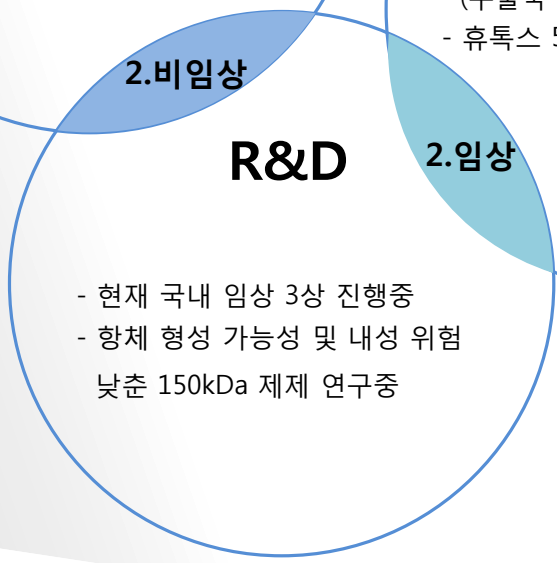 - 휴톡스
2.비임상
R&D
2.임상
- 현재 국내 임상 3상 진행중
- 항체 형성 가능성 및 내성 위험
낮춘 150kDa 제제 연구중